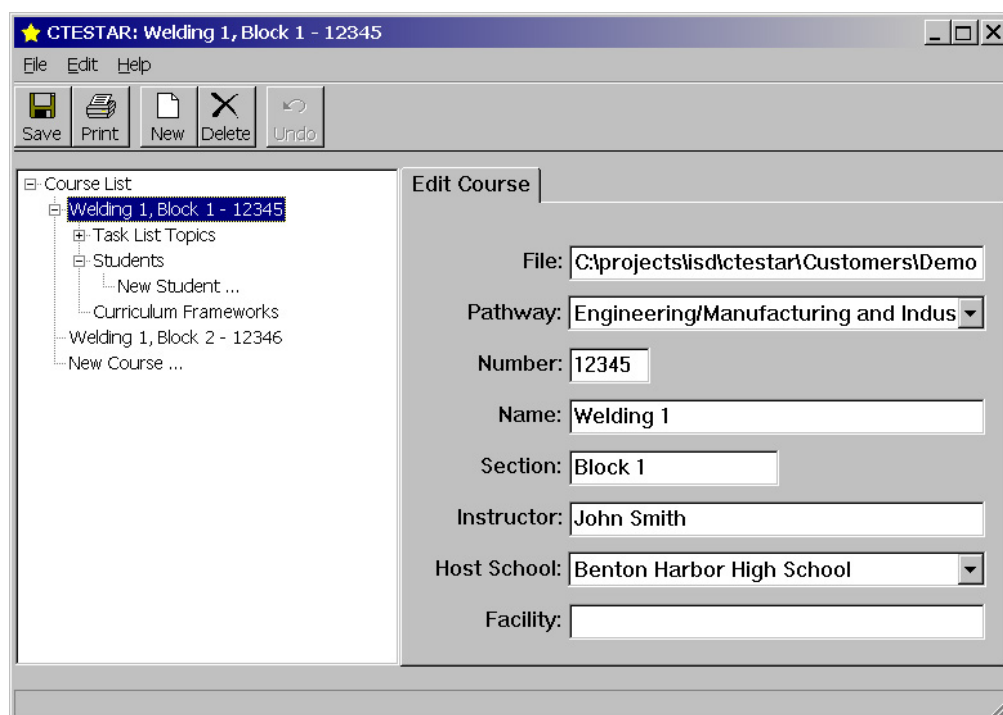 CTESTAR: Welding 1, Block 1 - 12345
File Edit Help
Save Print New Delete Undo
Course List
Welding 1, Block 1 - 12345
Task List Topics
Students
New Student ...
Curriculum Frameworks
Welding 1, Block 2 - 12346
New Course ...
Edit Course
File: C:\projects\isd\ctestar\Customers\Demo
Pathway: Engineering/Manufacturing and Indus
Number: 12345
Name: Welding 1
Section: Block 1
Instructor: John Smith
Host School: Benton Harbor High School
Facility: